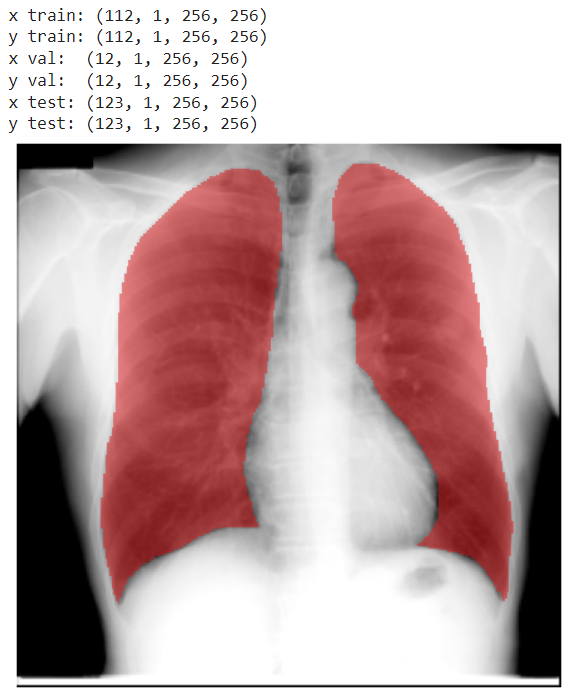 x train: (112, 1, 256, 256)
y train: (112, 1, 256, 256)
x val:  (12, 1, 256, 256)
y val:  (12, 1, 256, 256)
x test: (123, 1, 256, 256)
y test: (123, 1, 256, 256)